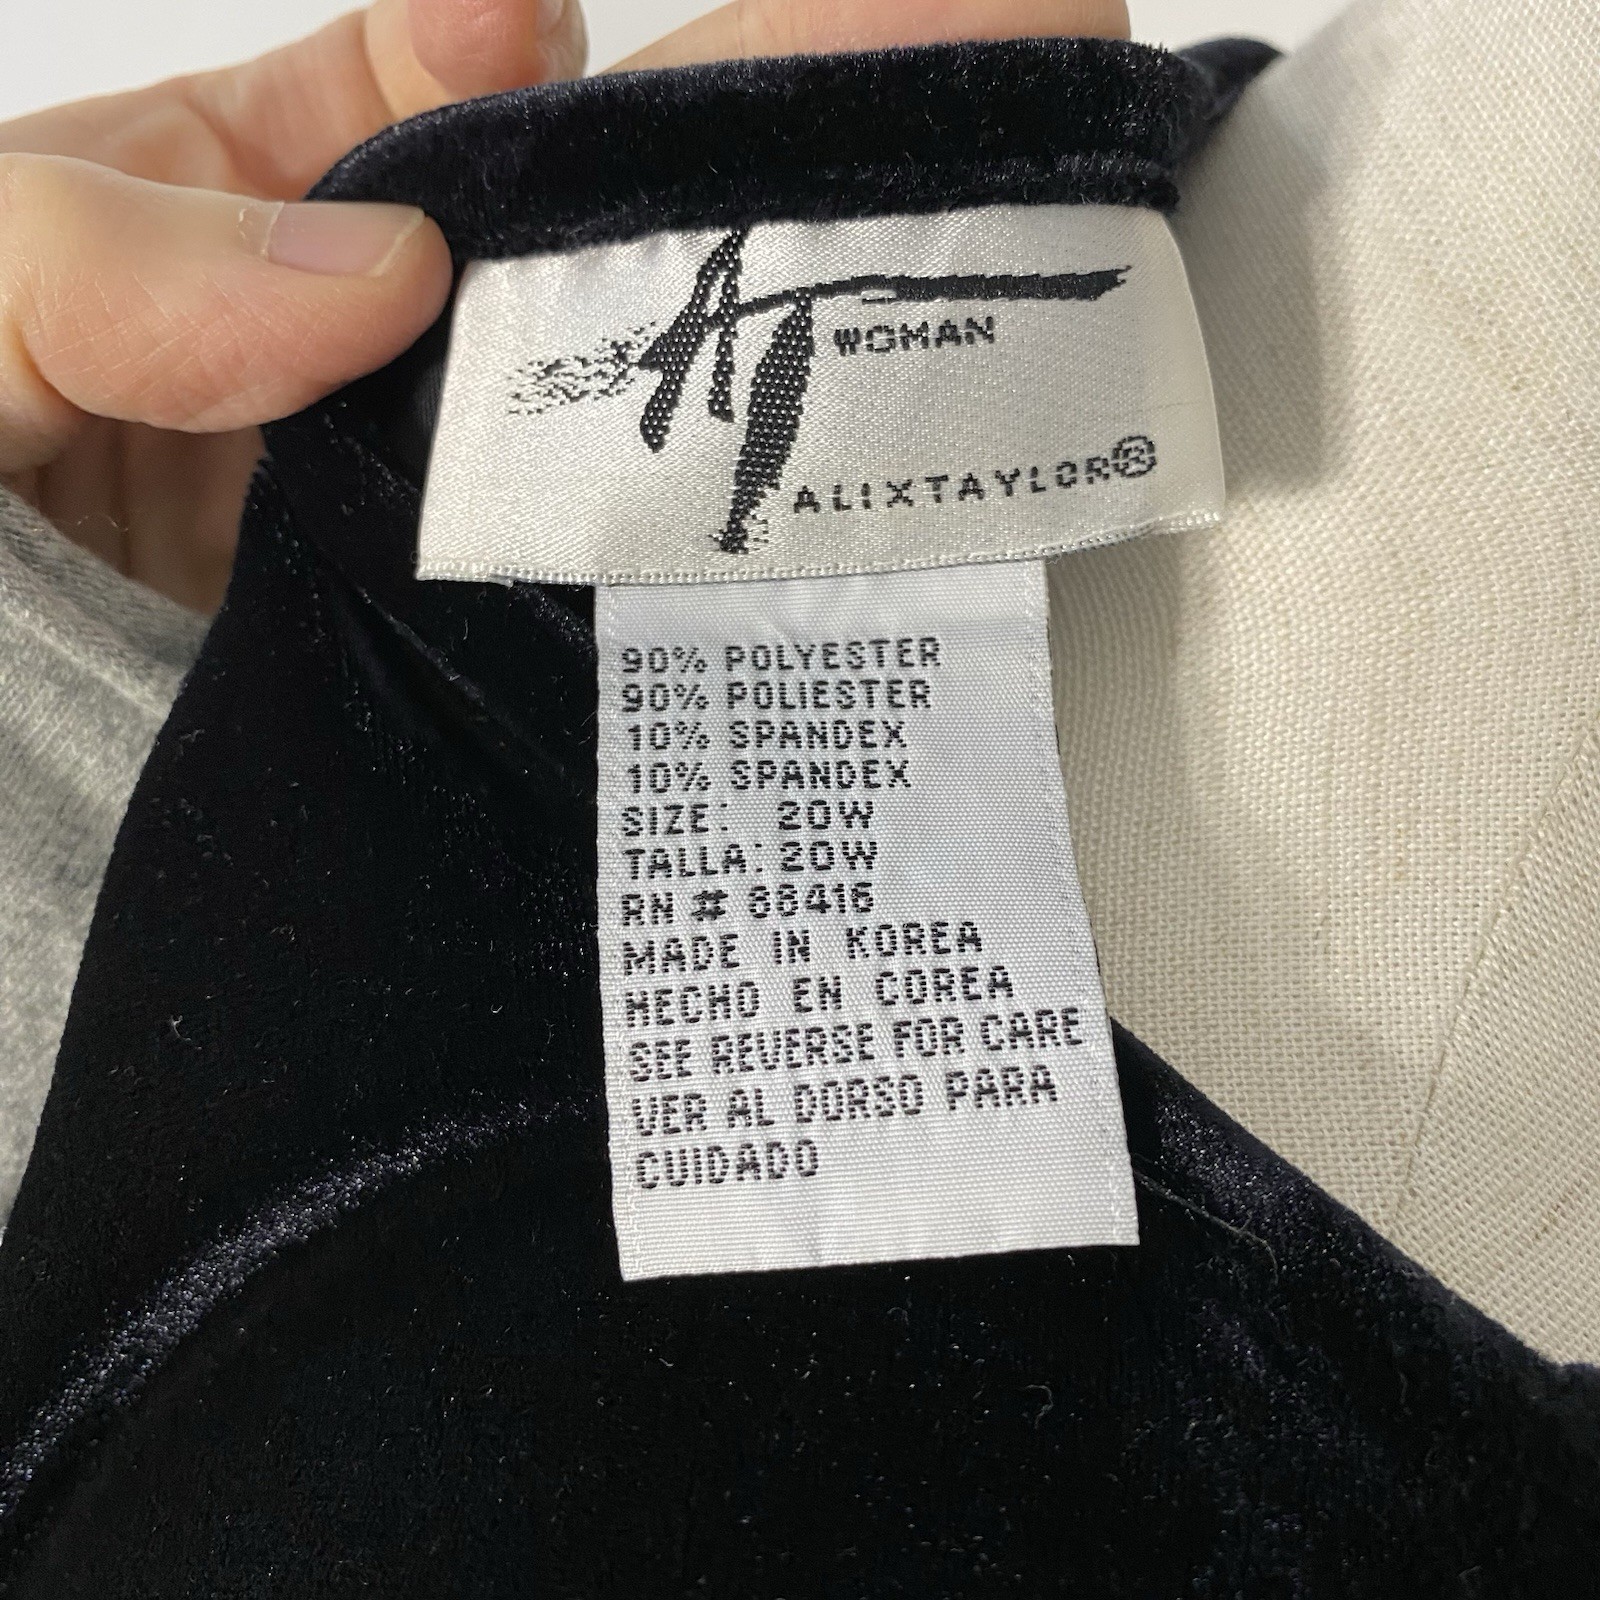 AT
WOMAN
ALIXTAYLOR®
90% POLYESTER
90% POLIESTER
10% SPANDEX
10% SPANDEX
SIZE: 20W
TALLA: 20W
RN # 88416
MADE IN KOREA
HECHO EN COREA
SEE REVERSE FOR CARE
VER AL DORSO PARA
CUIDADO